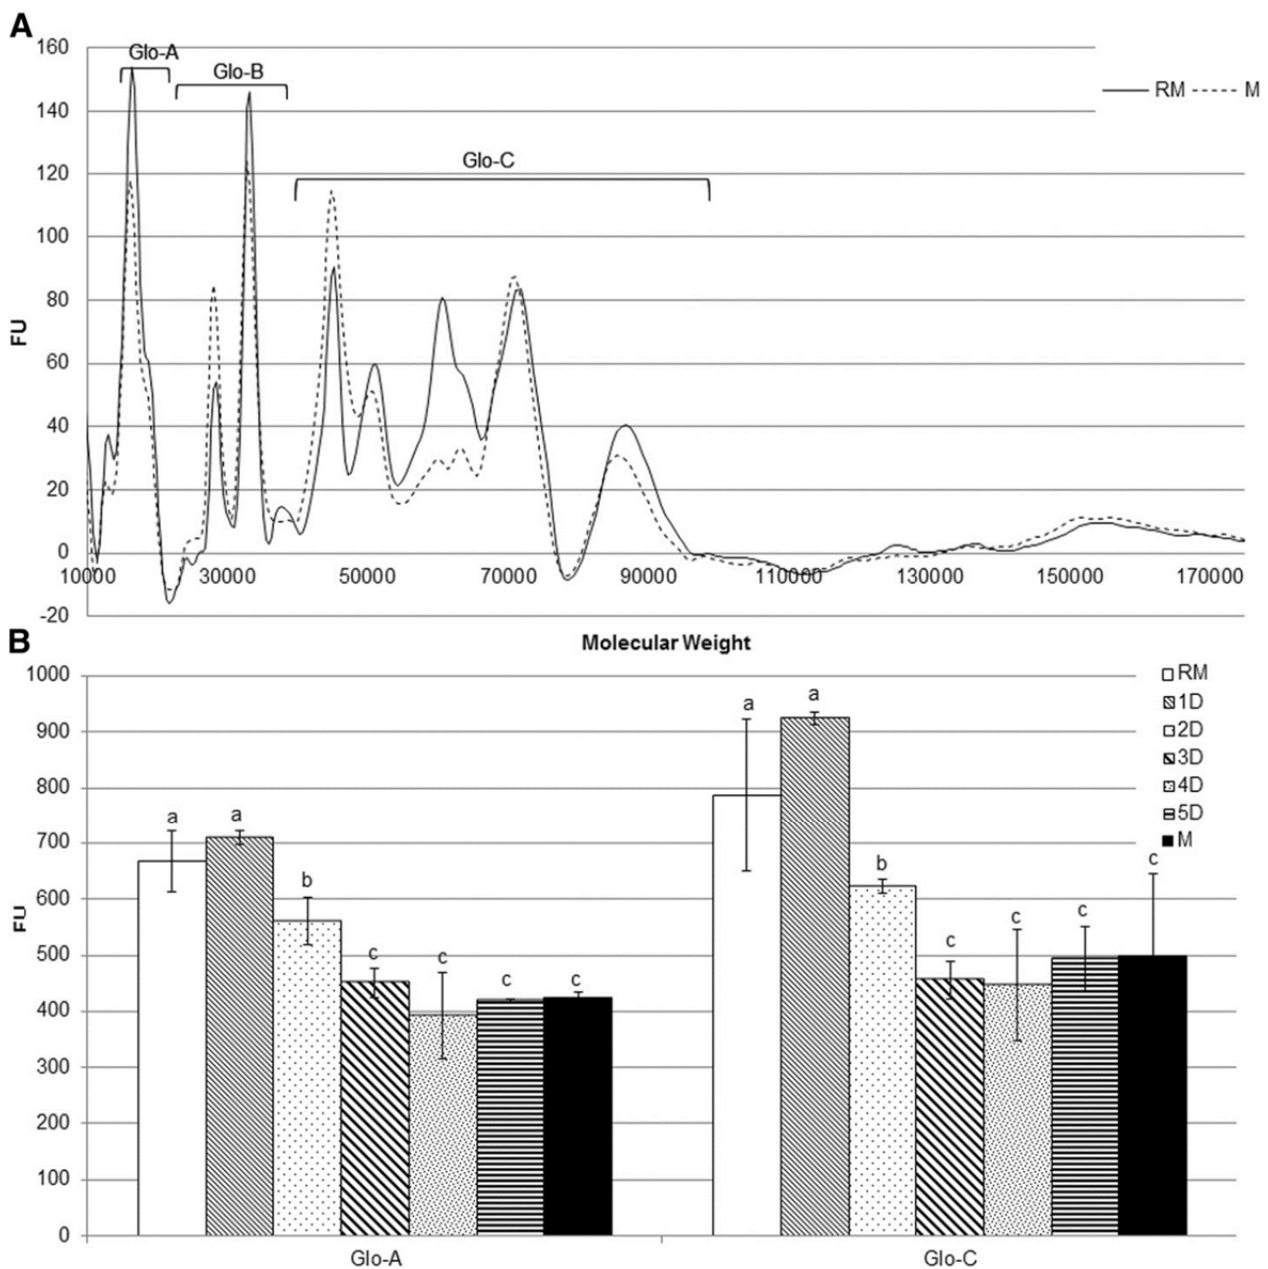 A
160
Glo-A
Glo-B
RM M
140
Glo-C
120
100
80
FU
60
40
20
0
10000 30000 50000 70000 90000 110000 130000 150000 170000
-20
B
Molecular Weight
1000
RM
1D
2D
3D
4D
5D
M
900
800
700
600
FU
500
400
300
200
100
0
a a b c c c c
a a b c c c c
Glo-A Glo-C